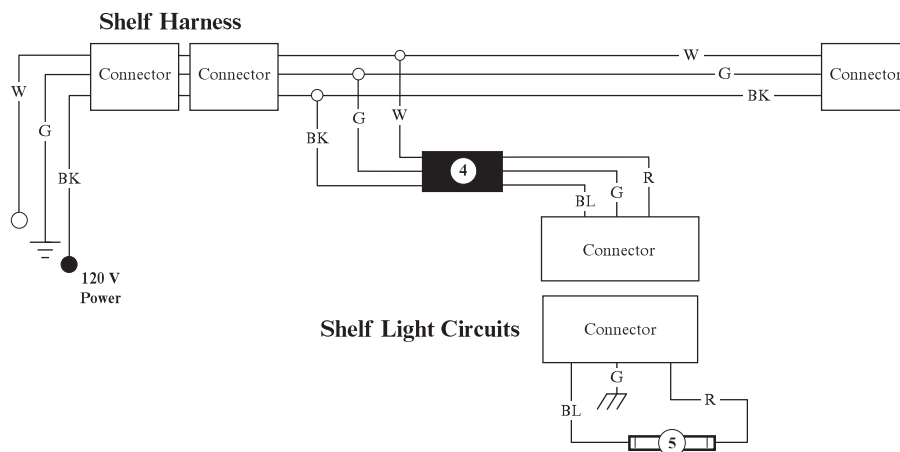 Shelf Harness
W
Connector
Connector
W
G
BK
Connector
G
BK
BK
G
W
4
R
G
BL
120 V
Power
Connector
Shelf Light Circuits
Connector
G
BL
R
5